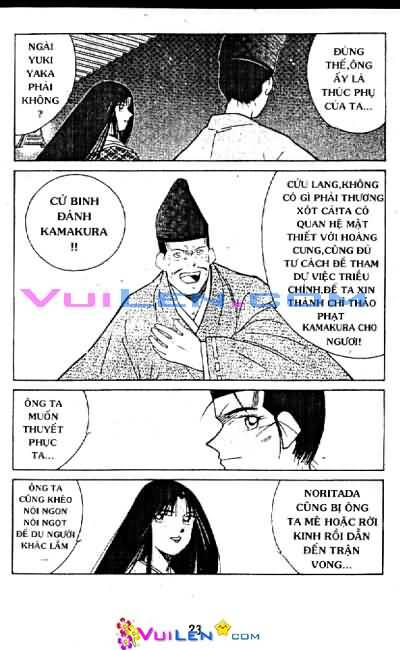 NGÀI
YUKI
YAKA
PHẢI
KHÔNG
?
ĐÚNG
THẾ,ÔNG
ẤY LÀ
THÚC PHỤ
CỦA TA...
CỬ BINH
ĐÁNH
KAMAKURA
!!
CỬU LANG,KHÔNG
CÓ GÌ PHẢI THƯƠNG
XÓT CẢ!TA CÓ
QUAN HỆ MẬT
THIẾT VỚI HOÀNG
CUNG,CŨNG ĐỦ
TƯ CÁCH ĐỂ THAM
DỰ VIỆC TRIỀU
CHÍNH.ĐỂ TA XIN
THÁNH CHỈ THẢO
PHẠT
KAMAKURA CHO
NGƯƠI!
VUILEN.COM
ÔNG TA
MUỐN
THUYẾT
PHỤC
TA...
ÔNG TA
CŨNG KHÉO
NÓI NGON
NÓI NGỌT
ĐỂ DỤ NGƯỜI
KHÁC LẮM...
NORITADA
CŨNG BỊ ÔNG
TA MÊ HOẶC RỜI
KINH RỒI DẪN
ĐẾN TRẬN
VONG...
23
VUILEN.COM